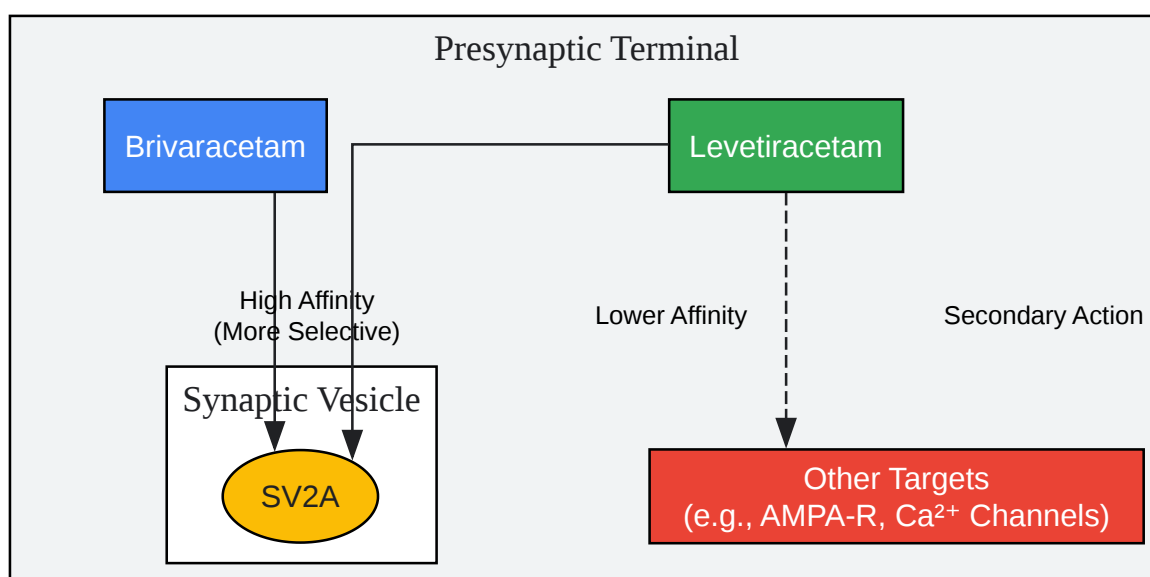 Presynaptic Terminal
Brivaracetam
Levetiracetam
High Affinity
(More Selective)
Lower Affinity
Secondary Action
Synaptic Vesicle
SV2A
Other Targets
(e.g., AMPA-R, Ca²⁺ Channels)